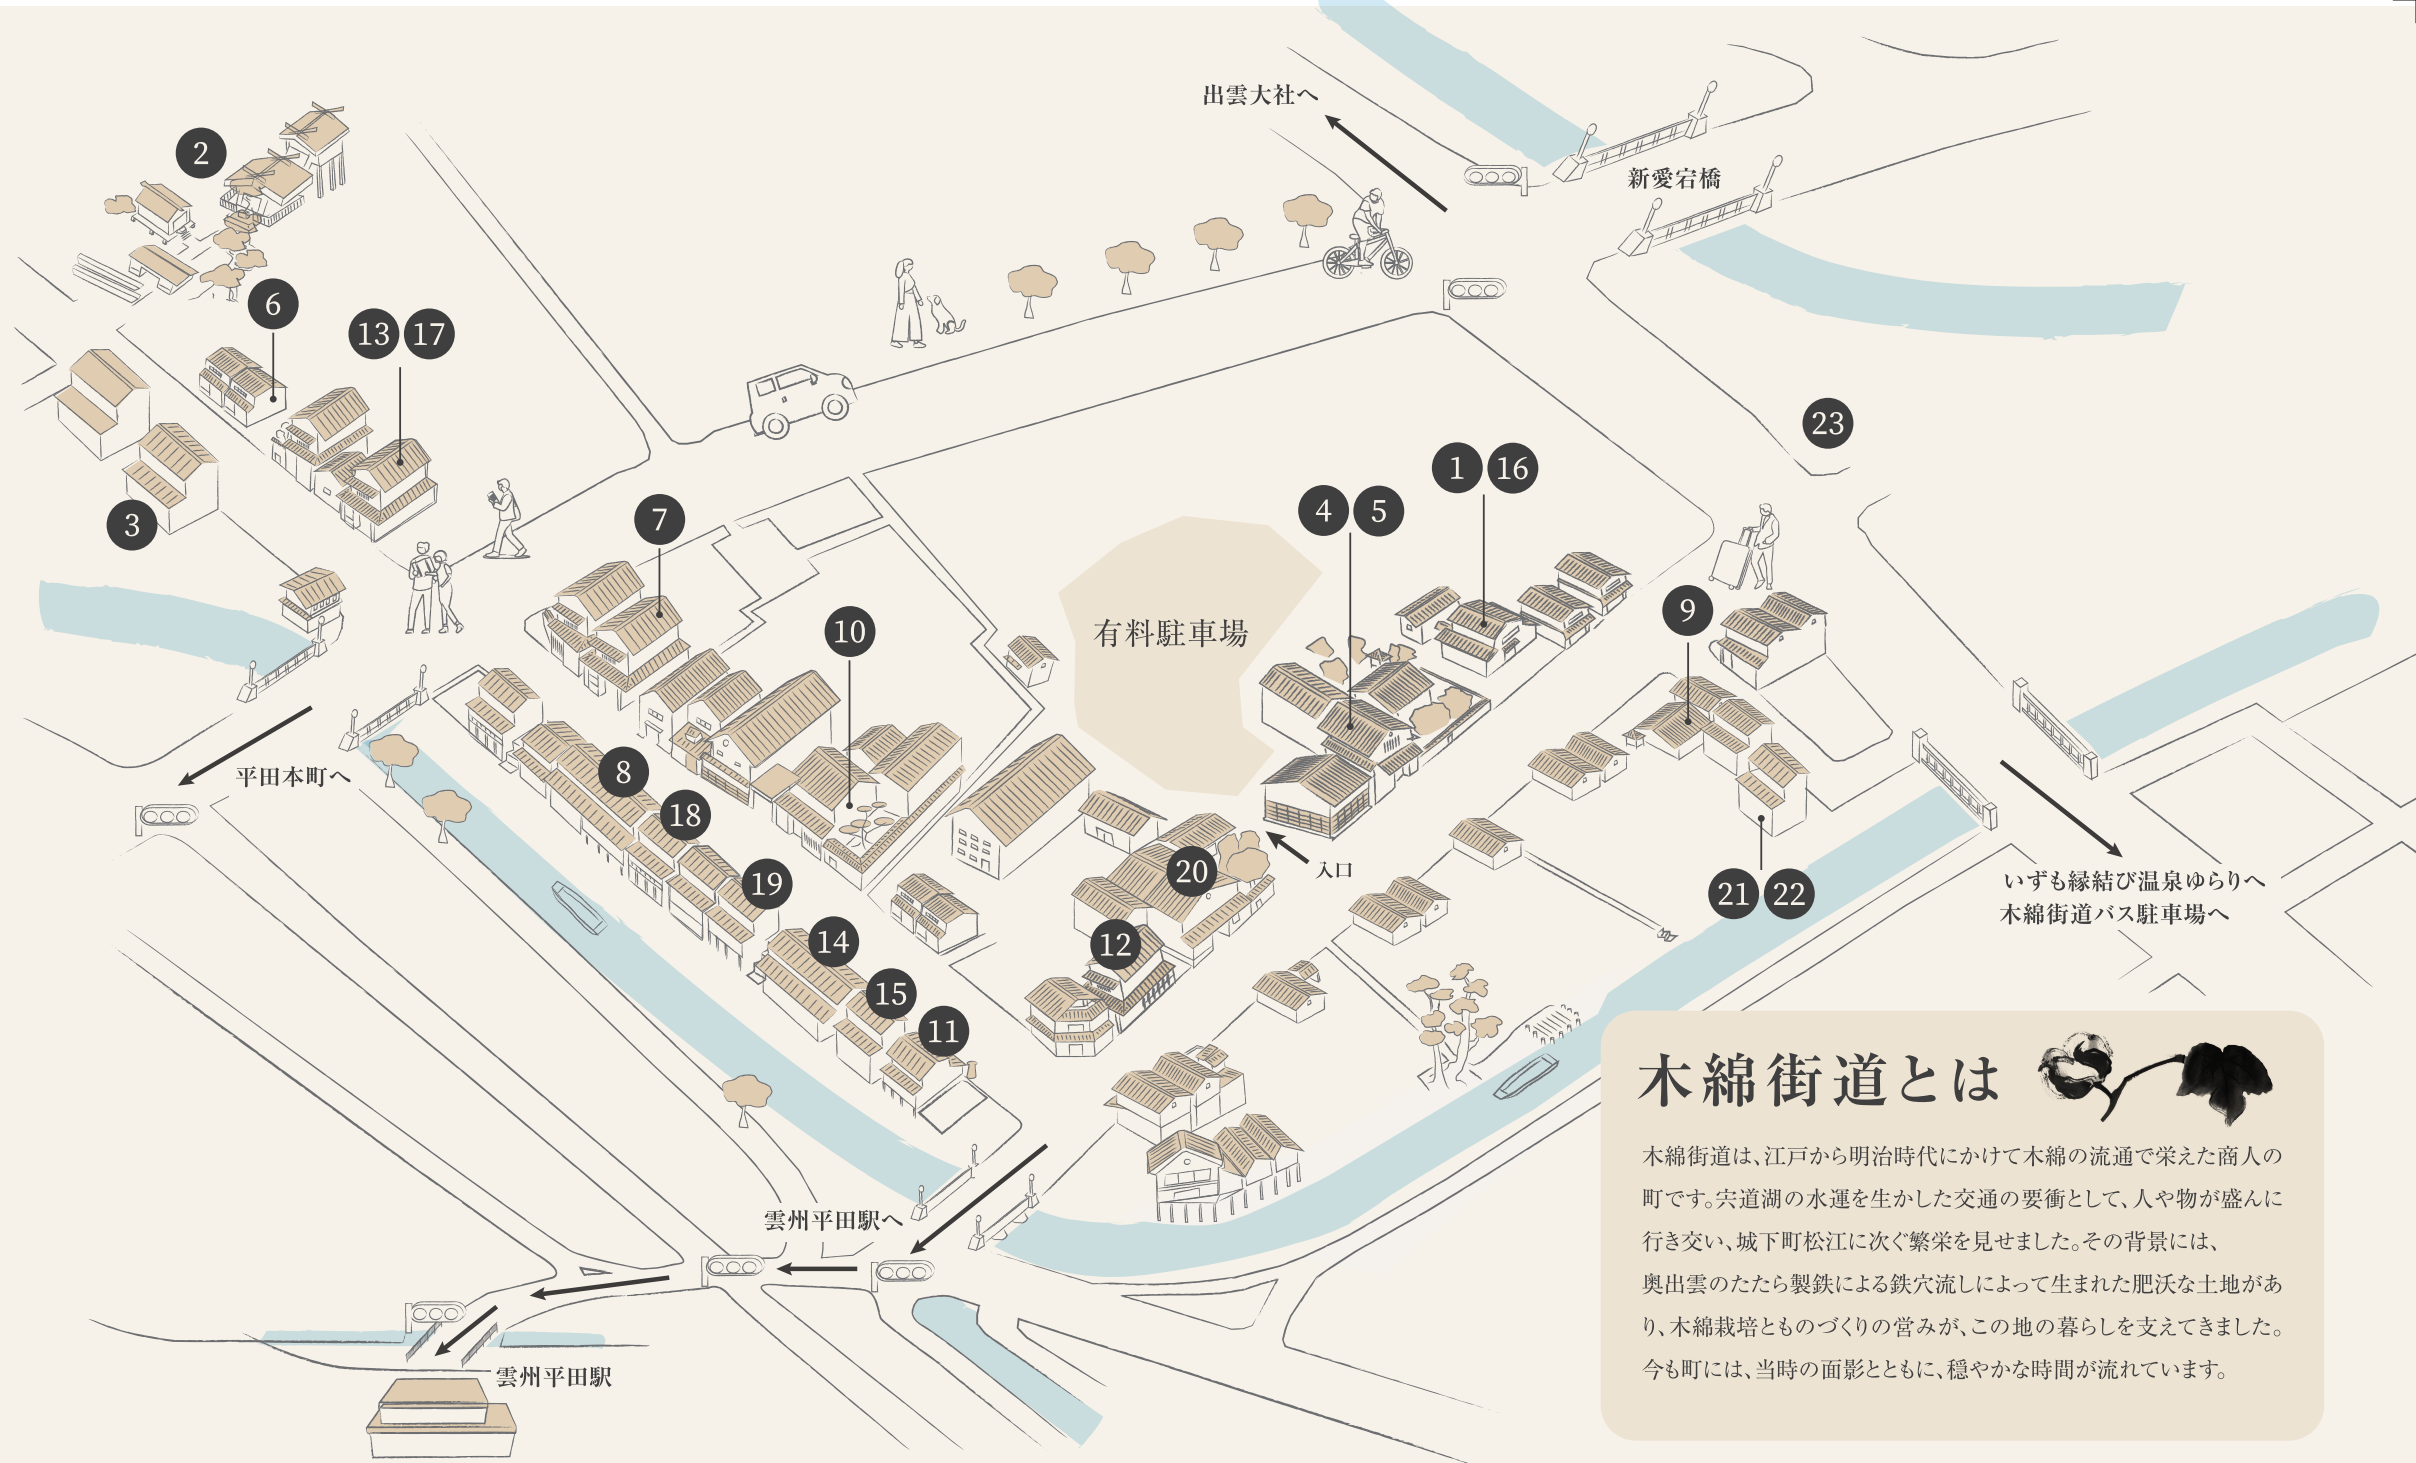 出雲大社へ
新愛宕橋
2
6
13 17
3
23
1 16
4 5
7
9
10
有料駐車場
8
平田本町へ
18
19
20
入口
21 22
いずも縁結び温泉ゆらりへ
木綿街道バス駐車場へ
12
14
15
11
雲州平田駅へ
雲州平田駅
木綿街道とは
木綿街道は、江戸から明治時代にかけて木綿の流通で栄えた商人の
町です。宍道湖の水運を生かした交通の要衝として、人や物が盛んに
行き交い、城下町松江に次ぐ繁栄を見せました。その背景には、
奥出雲のたたら製鉄による鉄穴流しによって生まれた肥沃な土地があ
り、木綿栽培とものづくりの営みが、この地の暮らしを支えてきました。
今も町には、当時の面影とともに、穏やかな時間が流れています。